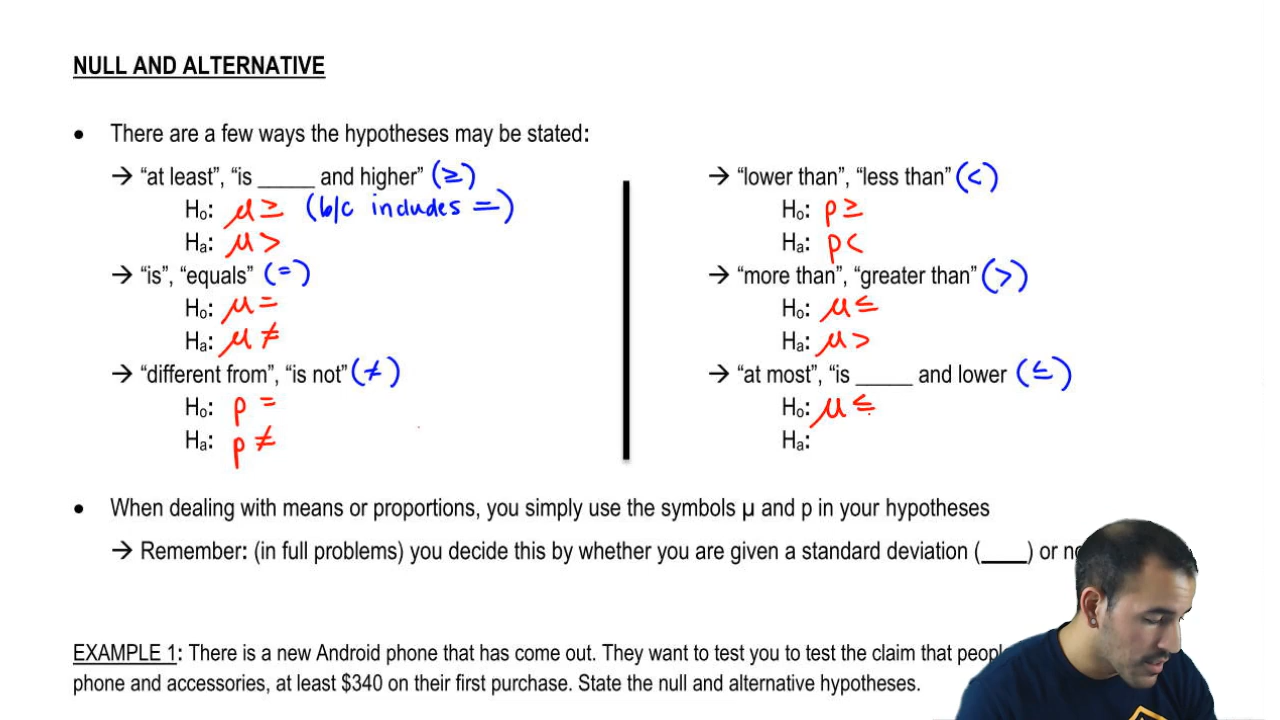 NULL AND ALTERNATIVE
• There are a few ways the hypotheses may be stated:
→ “at least”, “is _____ and higher” (≥)
H₀: μ ≥ (b/c includes =)
Hₐ: μ >
→ “is”, “equals” (=)
H₀: μ =
Hₐ: μ ≠
→ “different from”, “is not” (≠)
H₀: p =
Hₐ: p ≠
→ “lower than”, “less than” (<)
H₀: p ≥
Hₐ: p <
→ “more than”, “greater than” (>)
H₀: μ ≤
Hₐ: μ >
→ “at most”, “is _____ and lower (≤)
H₀: μ ≤
Hₐ:
• When dealing with means or proportions, you simply use the symbols μ and p in your hypotheses
→ Remember: (in full problems) you decide this by whether you are given a standard deviation (____) or
EXAMPLE 1: There is a new Android phone that has come out. They want to test you to test the claim that
phone and accessories, at least $340 on their first purchase. State the null and alternative hypotheses.